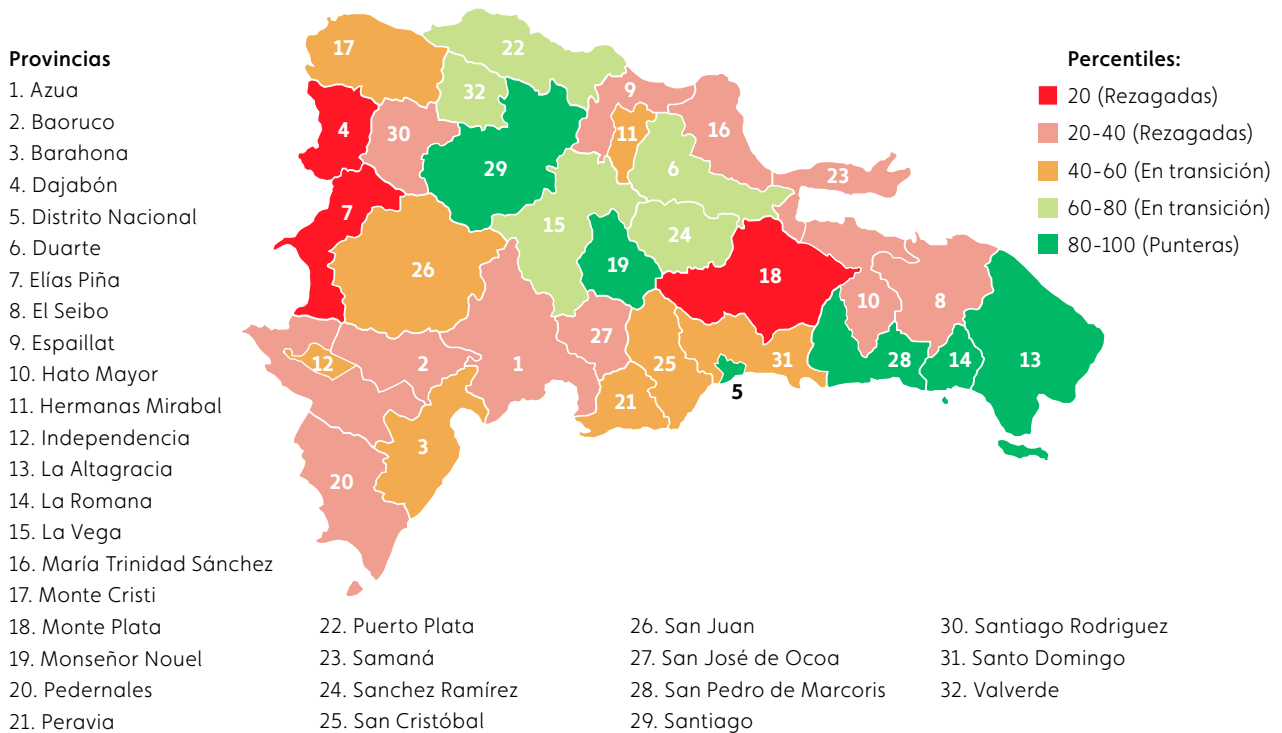 Provincias
1. Azua
2. Baoruco
3. Barahona
4. Dajabón
5. Distrito Nacional
6. Duarte
7. Elías Piña
8. El Seibo
9. Espaillat
10. Hato Mayor
11. Hermanas Mirabal
12. Independencia
13. La Altagracia
14. La Romana
15. La Vega
16. María Trinidad Sánchez
17. Monte Cristi
18. Monte Plata
19. Monseñor Nouel
20. Pedernales
21. Peravia
22. Puerto Plata
23. Samaná
24. Sanchez Ramírez
25. San Cristóbal
26. San Juan
27. San José de Ocoa
28. San Pedro de Marcoris
29. Santiago
30. Santiago Rodriguez
31. Santo Domingo
32. Valverde
Percentiles:
20 (Rezagadas)
20-40 (Rezagadas)
40-60 (En transición)
60-80 (En transición)
80-100 (Punteras)
17
22
32
9
4
30
11
16
29
6
23
7
15
24
26
19
18
10
8
27
12
2
1
25
31
28
14
13
5
21
3
20